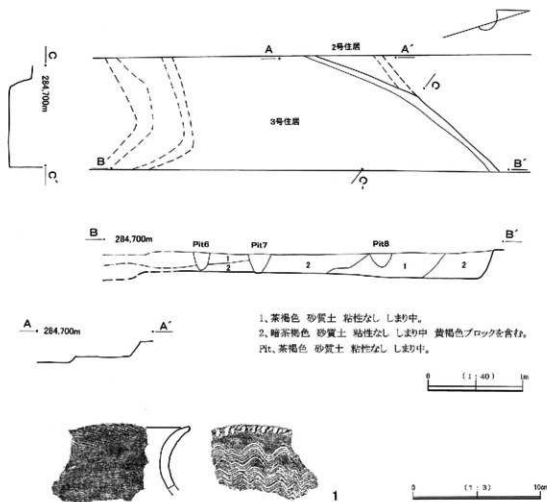 2号住居
C
A
A′
C
284,700m
3号住居
B
B′
C′
C′
B
284,700m
Pit6
Pit7
Pit8
B′
1
2
2
1
2
A
284,700m
A′
1、茶褐色 砂質土 粘性なし しまり中。
2、暗茶褐色 砂質土 粘性なし しまり中 黄褐色ブロックを含む。
Pit、茶褐色 砂質土 粘性なし しまり中。
0
(1:40)
1m
1
0
(1:3)
10cm